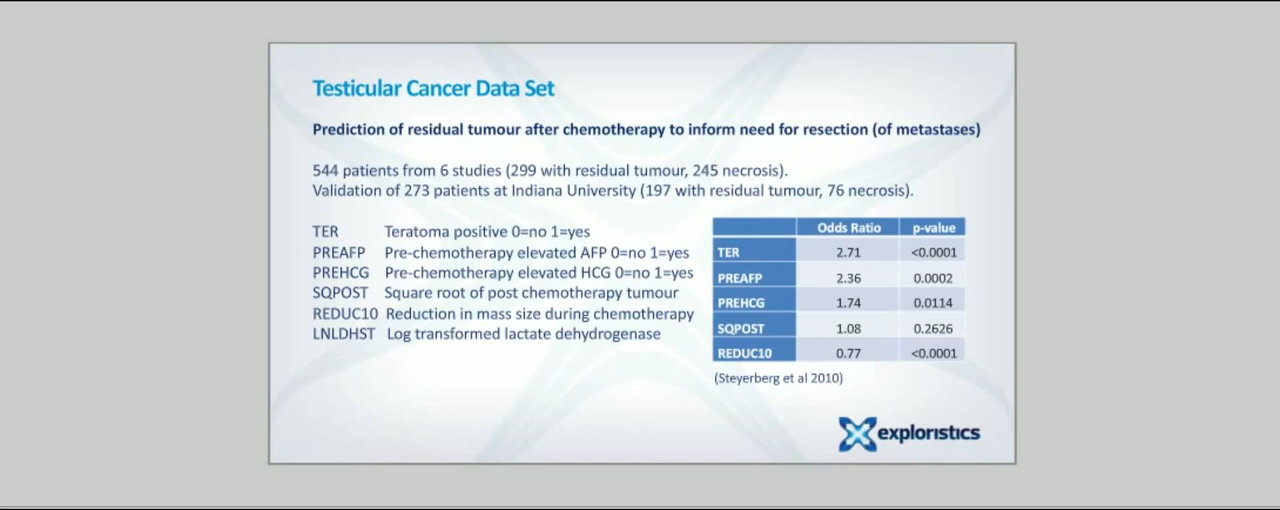 Testicular Cancer Data Set
Prediction of residual tumour after chemotherapy to inform need for resection (of metastases)
544 patients from 6 studies (299 with residual tumour, 245 necrosis).
Validation of 273 patients at Indiana University (197 with residual tumour, 76 necrosis).
TER Teratoma positive 0=no 1=yes
PREAFP Pre-chemotherapy elevated AFP 0=no 1=yes
PREHCG Pre-chemotherapy elevated HCG 0=no 1=yes
SQPOST Square root of post chemotherapy tumour
REDUC10 Reduction in mass size during chemotherapy
LNLDHST Log transformed lactate dehydrogenase
Odds Ratio p-value
TER 2.71 <0.0001
PREAFP 2.36 0.0002
PREHCG 1.74 0.0114
SQPOST 1.08 0.2626
REDUC10 0.77 <0.0001
(Steyerberg et al 2010)
exploristics